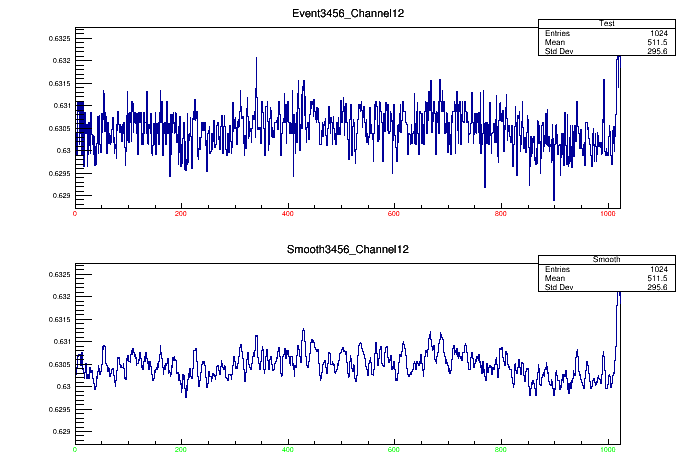 Event3456_Channel12
Test
Entries 1024
Mean 511.5
Std Dev 295.6
0.6325
0.632
0.6315
0.631
0.6305
0.63
0.6295
0.629
0 200 400 600 800 1000
Smooth3456_Channel12
Smooth
Entries 1024
Mean 511.5
Std Dev 295.6
0.6325
0.632
0.6315
0.631
0.6305
0.63
0.6295
0.629
0 200 400 600 800 1000